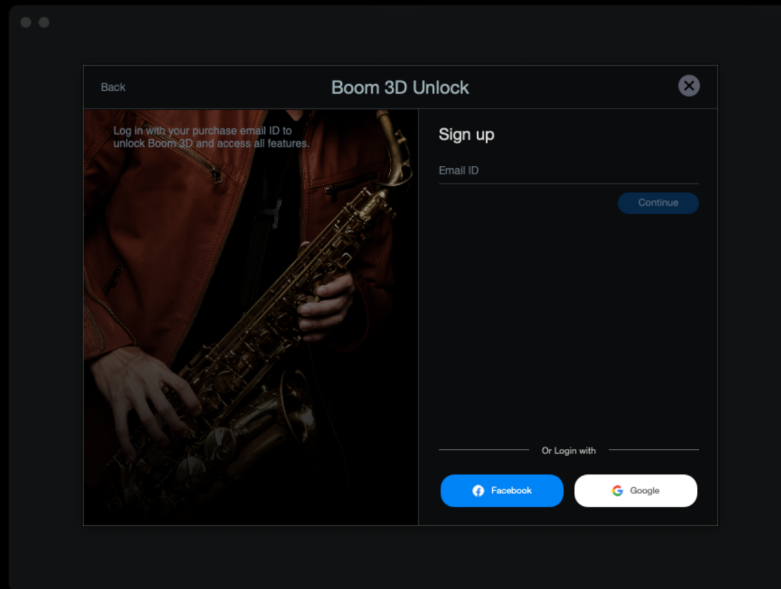 Back
Boom 3D Unlock
Log in with your purchase email ID to
unlock Boom 3D and access all features.
Sign up
Email ID
Continue
Or Login with
Facebook
Google